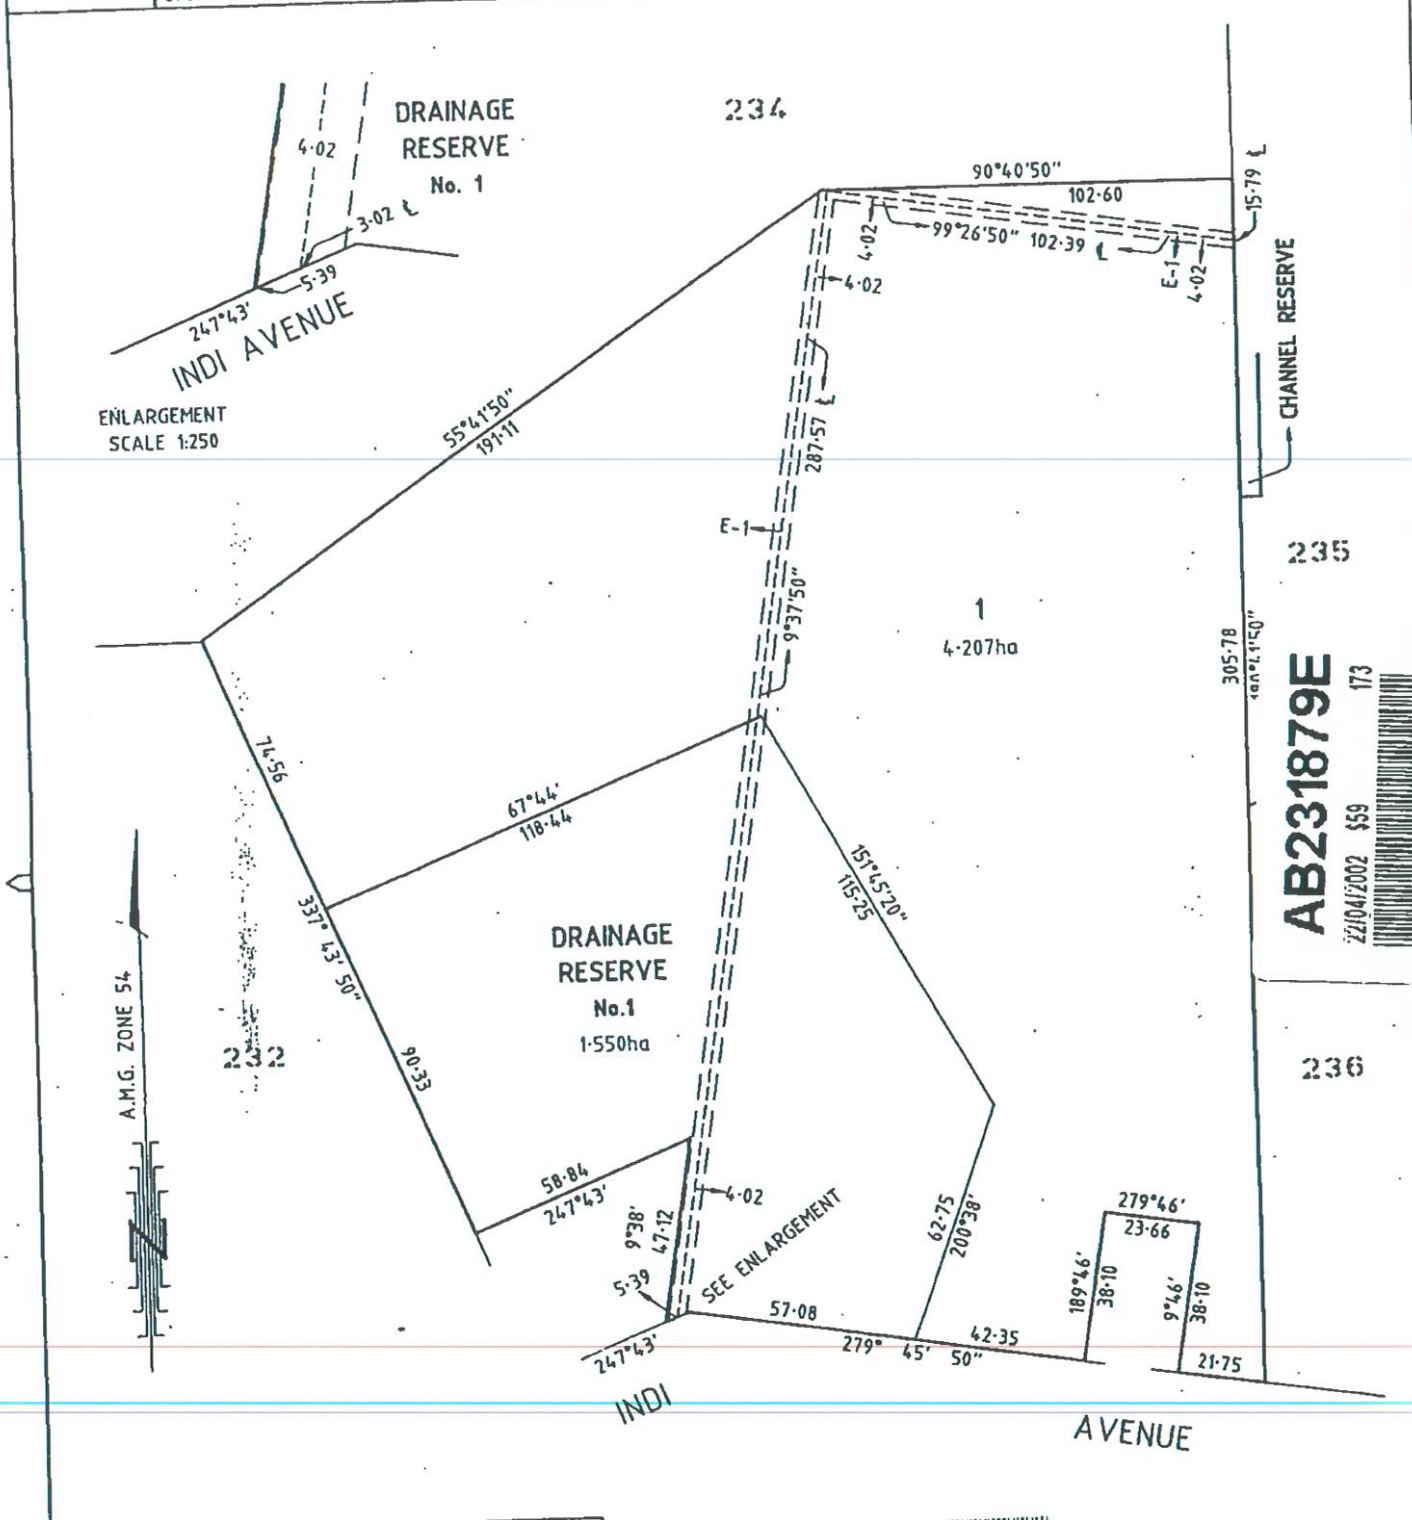 DRAINAGE
RESERVE
No. 1
4·02
3·02 ℄
5·39
247°43'
INDI AVENUE
ENLARGEMENT
SCALE 1:250
234
90°40'50"
102·60
15·79 ℄
4·02
99°26'50" 102·39 ℄
E-1
4·02
4·02
CHANNEL RESERVE
55°41'50"
191·11
287·57 ℄
E-1
9°37'50"
235
1
4·207ha
305·78
AB231879E
22/04/2002 $59 173
74·56
67°44'
118·44
151°45'20"
115·25
337° 43' 50"
DRAINAGE
RESERVE
No.1
1·550ha
A.M.G. ZONE 54
232
90·33
236
58·84
247°43'
9°38'
47·12
4·02
62·75
200°38'
279°46'
23·66
189°46'
38·10
9°46'
38·10
5·39
SEE ENLARGEMENT
57·08
279° 45' 50"
42·35
21·75
247°43'
INDI
AVENUE
N